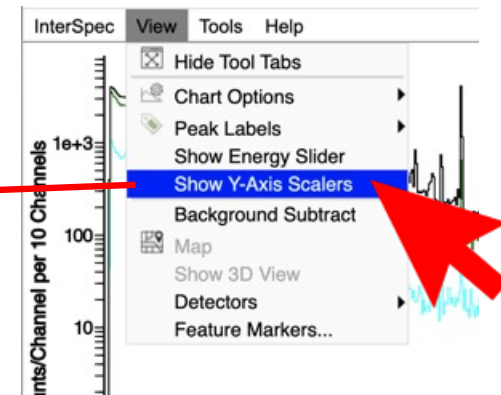 InterSpec View Tools Help
Hide Tool Tabs
Chart Options
Peak Labels
Show Energy Slider
Show Y-Axis Scalers
Background Subtract
Map
Show 3D View
Detectors
Feature Markers...
1e+3
100
10
nts/Channel per 10 Channels